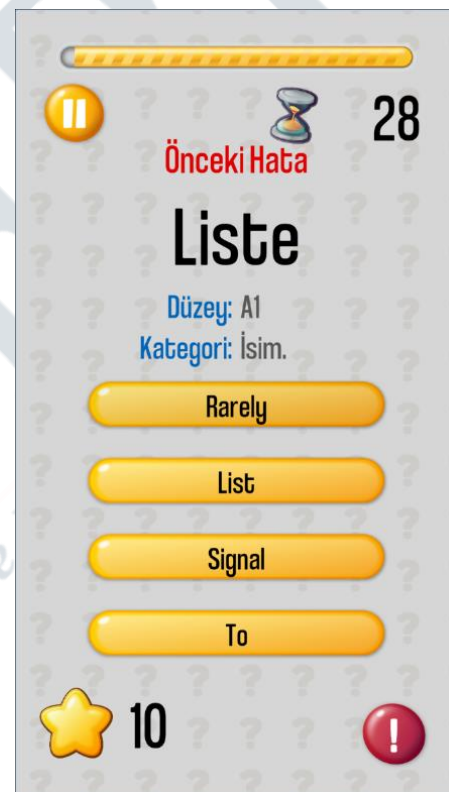 28
Önceki Hata
Liste
Düzey: A1
Kategori: İsim.
Rarely
List
Signal
To
10
!